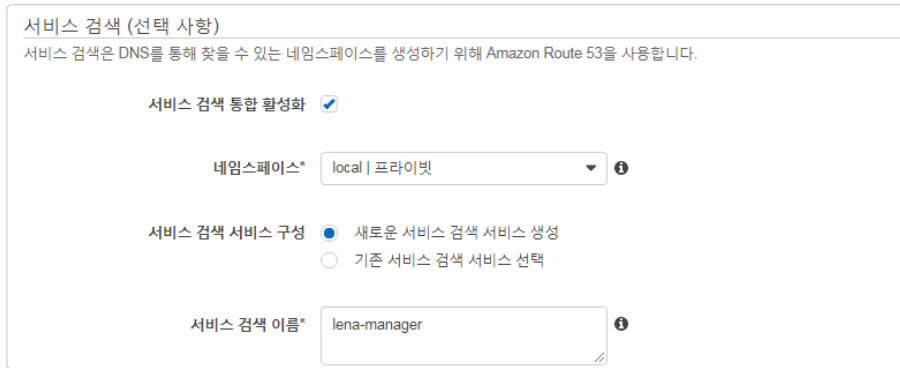 서비스 검색 (선택 사항)
서비스 검색은 DNS를 통해 찾을 수 있는 네임스페이스를 생성하기 위해 Amazon Route 53을 사용합니다.
서비스 검색 통합 활성화
네임스페이스* local | 프라이빗
서비스 검색 서비스 구성 새로운 서비스 검색 서비스 생성
기존 서비스 검색 서비스 선택
서비스 검색 이름* lena-manager